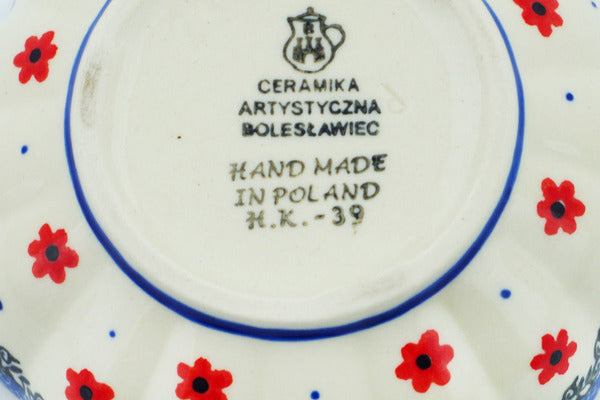 CERAMIKA
ARTYSTYCZNA
BOLESŁAWIEC
HAND MADE
IN POLAND
H.K.-39